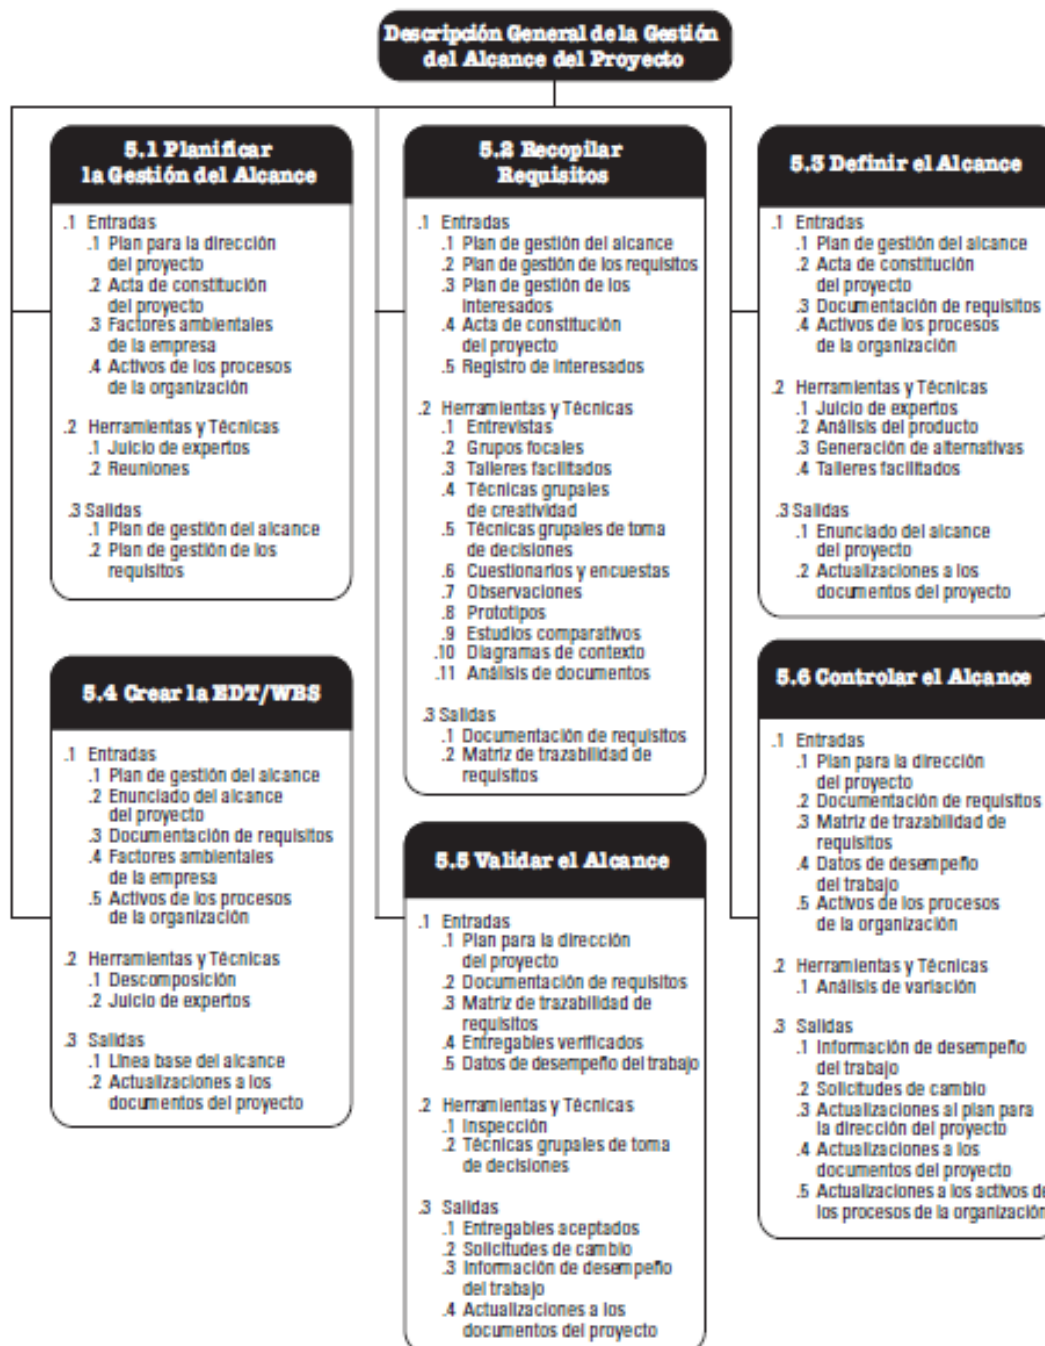 Descripción General de la Gestión
del Alcance del Proyecto
5.1 Planificar
la Gestión del Alcance
.1 Entradas
.1 Plan para la dirección
del proyecto
.2 Acta de constitución
del proyecto
.3 Factores ambientales
de la empresa
.4 Activos de los procesos
de la organización
.2 Herramientas y Técnicas
.1 Juicio de expertos
.2 Reuniones
.3 Salidas
.1 Plan de gestión del alcance
.2 Plan de gestión de los
requisitos
5.2 Recopilar
Requisitos
.1 Entradas
.1 Plan de gestión del alcance
.2 Plan de gestión de los requisitos
.3 Plan de gestión de los
interesados
.4 Acta de constitución
del proyecto
.5 Registro de interesados
.2 Herramientas y Técnicas
.1 Entrevistas
.2 Grupos focales
.3 Talleres facilitados
.4 Técnicas grupales
de creatividad
.5 Técnicas grupales de toma
de decisiones
.6 Cuestionarios y encuestas
.7 Observaciones
.8 Prototipos
.9 Estudios comparativos
.10 Diagramas de contexto
.11 Análisis de documentos
.3 Salidas
.1 Documentación de requisitos
.2 Matriz de trazabilidad de
requisitos
5.3 Definir el Alcance
.1 Entradas
.1 Plan de gestión del alcance
.2 Acta de constitución
del proyecto
.3 Documentación de requisitos
.4 Activos de los procesos
de la organización
.2 Herramientas y Técnicas
.1 Juicio de expertos
.2 Análisis del producto
.3 Generación de alternativas
.4 Talleres facilitados
.3 Salidas
.1 Enunciado del alcance
del proyecto
.2 Actualizaciones a los
documentos del proyecto
5.4 Crear la EDT/WBS
.1 Entradas
.1 Plan de gestión del alcance
.2 Enunciado del alcance
del proyecto
.3 Documentación de requisitos
.4 Factores ambientales
de la empresa
.5 Activos de los procesos
de la organización
.2 Herramientas y Técnicas
.1 Descomposición
.2 Juicio de expertos
.3 Salidas
.1 Línea base del alcance
.2 Actualizaciones a los
documentos del proyecto
5.5 Validar el Alcance
.1 Entradas
.1 Plan para la dirección
del proyecto
.2 Documentación de requisitos
.3 Matriz de trazabilidad de
requisitos
.4 Entregables verificados
.5 Datos de desempeño del trabajo
.2 Herramientas y Técnicas
.1 Inspección
.2 Técnicas grupales de toma
de decisiones
.3 Salidas
.1 Entregables aceptados
.2 Solicitudes de cambio
.3 Información de desempeño
del trabajo
.4 Actualizaciones a los
documentos del proyecto
5.6 Controlar el Alcance
.1 Entradas
.1 Plan para la dirección
del proyecto
.2 Documentación de requisitos
.3 Matriz de trazabilidad de
requisitos
.4 Datos de desempeño
del trabajo
.5 Activos de los procesos
de la organización
.2 Herramientas y Técnicas
.1 Análisis de variación
.3 Salidas
.1 Información de desempeño
del trabajo
.2 Solicitudes de cambio
.3 Actualizaciones al plan para
la dirección del proyecto
.4 Actualizaciones a los
documentos del proyecto
.5 Actualizaciones a los activos de
los procesos de la organización